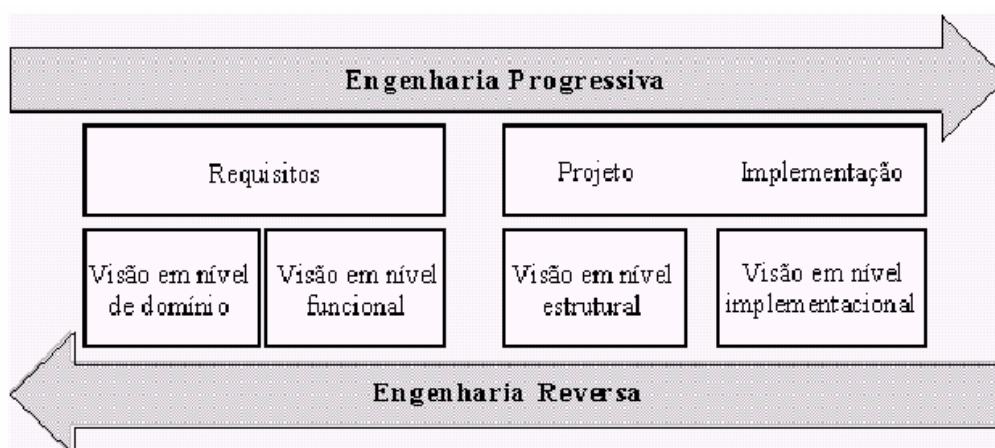 Engenharia Progressiva
Requisitos
Projeto
Implementação
Visão em nível
de domínio
Visão em nível
funcional
Visão em nível
estrutural
Visão em nível
implementacional
Engenharia Reversa